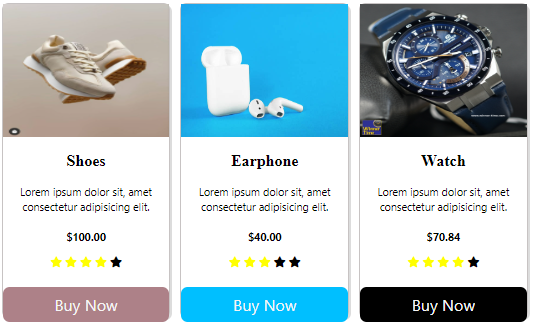 Shoes
Lorem ipsum dolor sit, amet
consectetur adipisicing elit.
$100.00
Buy Now
Earphone
Lorem ipsum dolor sit, amet
consectetur adipisicing elit.
$40.00
Buy Now
Watch
Lorem ipsum dolor sit, amet
consectetur adipisicing elit.
$70.84
Buy Now